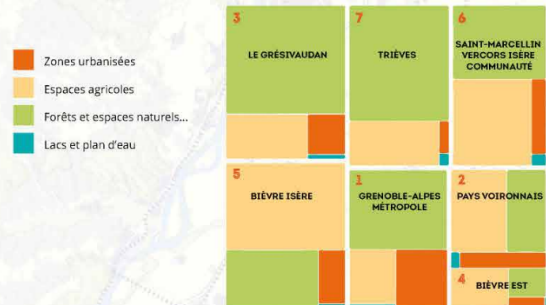 Zones urbanisées
Espaces agricoles
Forêts et espaces naturels...
Lacs et plan d'eau
3
LE GRÉSIVAUDAN
7
TRIÈVES
6
SAINT-MARCELLIN
VERCORS ISÈRE
COMMUNAUTÉ
5
BIÈVRE ISÈRE
1
GRENOBLE-ALPES
MÉTROPOLE
2
PAYS VOIRONNAIS
4
BIÈVRE EST